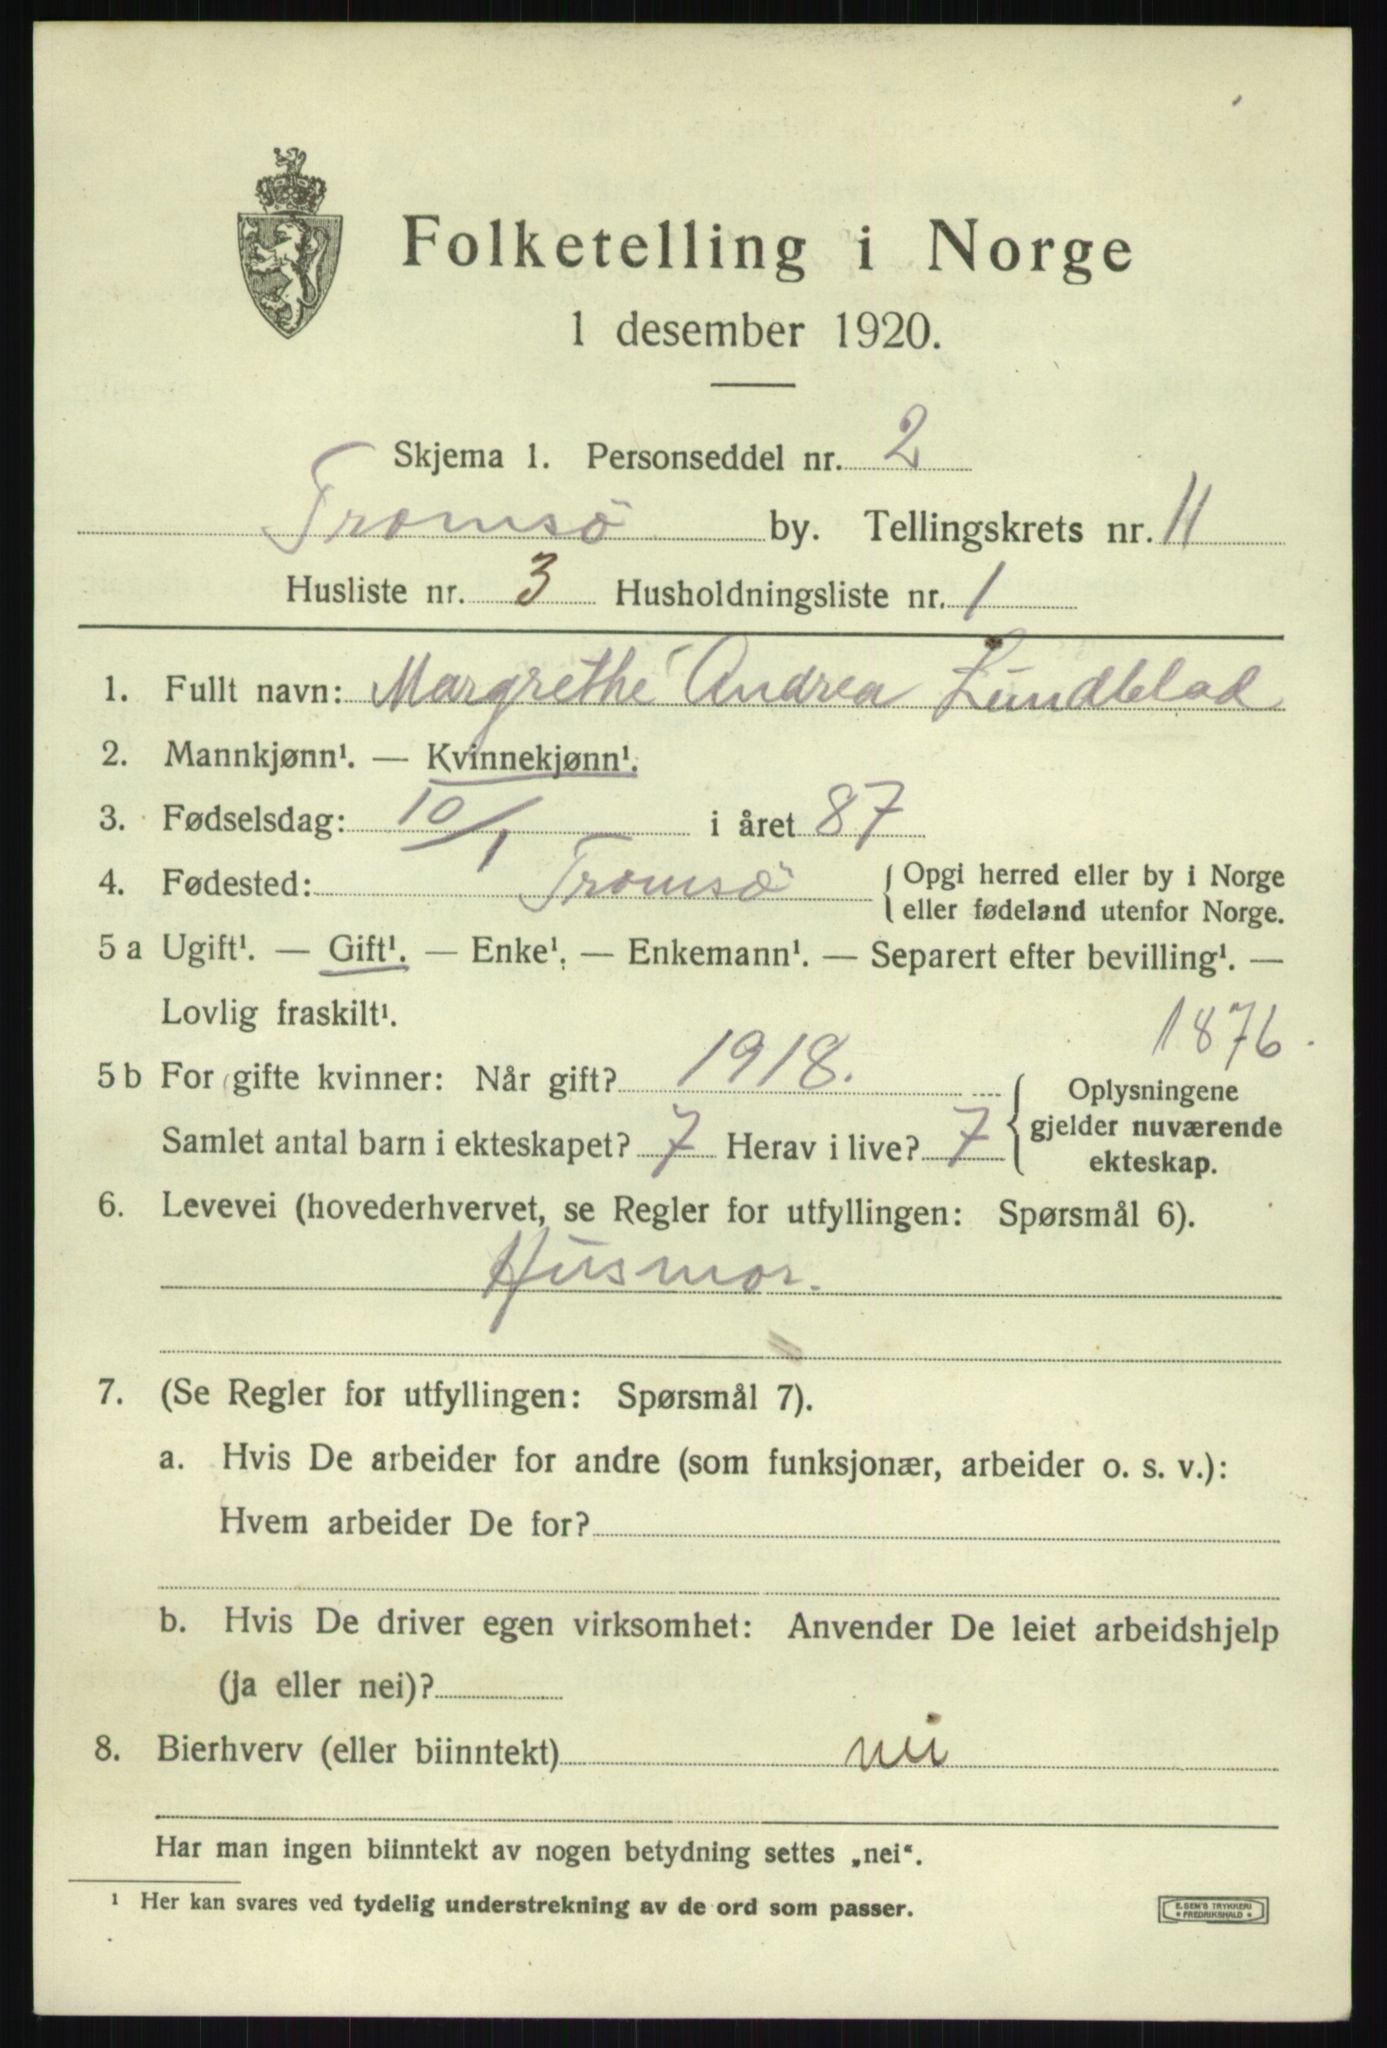 Folketelling i Norge
1 desember 1920.
Skjema 1. Personseddel nr. 2
Tromsö by. Tellingskrets nr. 11
Husliste nr. 3 Husholdningsliste nr. 1
1. Fullt navn: Margrethe Andrea Lundblad
2. Mannkjønn¹. — Kvinnekjønn¹.
3. Fødselsdag: 10/1 i året 87
4. Fødested: Tromsö { Opgi herred eller by i Norge
eller fødeland utenfor Norge.
5 a Ugift¹. — Gift¹. — Enke¹. — Enkemann¹. — Separert efter bevilling¹. —
Lovlig fraskilt¹.
1876.
5 b For gifte kvinner: Når gift? 1918. { Oplysningene
gjelder nuværende
ekteskap.
Samlet antal barn i ekteskapet? 7 Herav i live? 7
6. Levevei (hovederhvervet, se Regler for utfyllingen: Spørsmål 6).
Husmor.
7. (Se Regler for utfyllingen: Spørsmål 7).
a. Hvis De arbeider for andre (som funksjonær, arbeider o. s. v.):
Hvem arbeider De for?
b. Hvis De driver egen virksomhet: Anvender De leiet arbeidshjelp
(ja eller nei)?
8. Bierhverv (eller biinntekt) nei
Har man ingen biinntekt av nogen betydning settes „nei“.
¹ Her kan svares ved tydelig understrekning av de ord som passer.
E. SEM'S TRYKKERI
* FREDRIKSHALD *